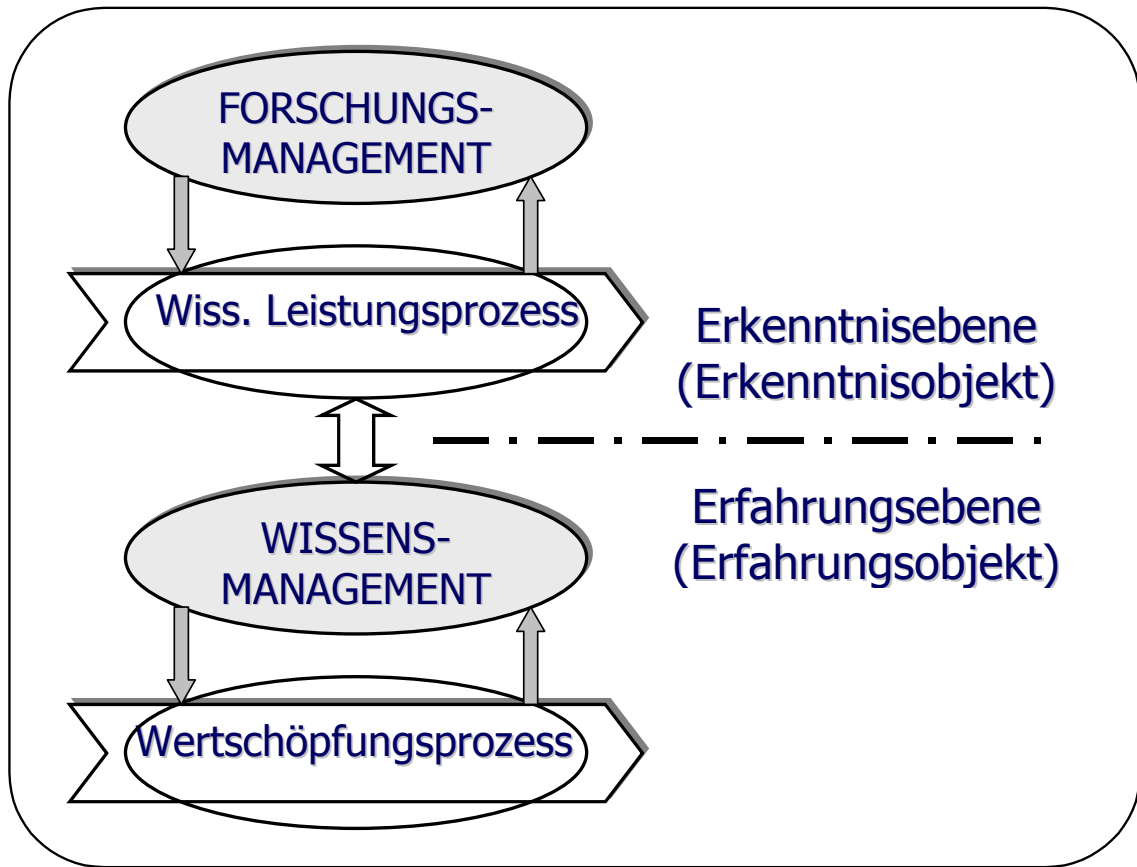 FORSCHUNGS-
MANAGEMENT
Wiss. Leistungsprozess
Erkenntnisebene
(Erkenntnisobjekt)
Erfahrungsebene
(Erfahrungsobjekt)
WISSENS-
MANAGEMENT
Wertschöpfungsprozess